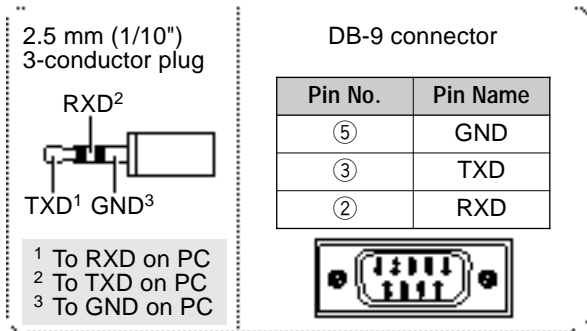 2.5 mm (1/10")
3-conductor plug
RXD²
TXD¹ GND³
¹ To RXD on PC
² To TXD on PC
³ To GND on PC
DB-9 connector
Pin No. Pin Name
⑤ GND
③ TXD
② RXD